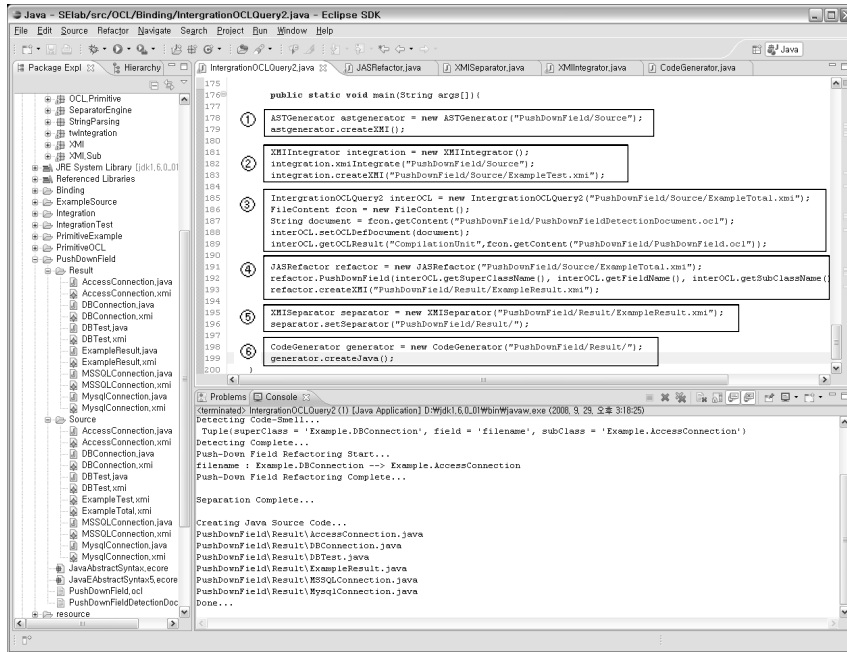 Java - SElab/src/OCL/Binding/IntergrationOCLQuery2.java - Eclipse SDK
File Edit Source Refactor Navigate Search Project Run Window Help
Java
Package Expl
Hierarchy
IntergrationOCLQuery2.java
JASRefactor.java
XMISeparator.java
XMIIntegrator.java
CodeGenerator.java
OCL.Primitive
SeparatorEngine
StringParsing
twIntegration
XMI
XMI.Sub
JRE System Library [jdk1.6.0_01
Referenced Libraries
Binding
ExampleSource
Integration
IntegrationTest
PrimitiveExample
PrimitiveOCL
PushDownField
Result
AccessConnection.java
AccessConnection.xmi
DBConnection.java
DBConnection.xmi
DBTest.java
DBTest.xmi
ExampleResult.java
ExampleResult.xmi
MSSQLConnection.java
MSSQLConnection.xmi
MysqlConnection.java
MysqlConnection.xmi
Source
AccessConnection.java
AccessConnection.xmi
DBConnection.java
DBConnection.xmi
DBTest.java
DBTest.xmi
ExampleTest.xmi
ExampleTotal.xmi
MSSQLConnection.java
MSSQLConnection.xmi
MysqlConnection.java
MysqlConnection.xmi
JavaAbstractSyntax.ecore
JavaEAbstractSyntax5.ecore
PushDownField.ocl
PushDownFieldDetectionDoc
resource
175
176 public static void main(String args[]){
177
178 ① ASTGenerator astgenerator = new ASTGenerator("PushDownField/Source");
179 astgenerator.createXMI();
180
181 XMIIntegrator integration = new XMIIntegrator();
182 ② integration.xmiIntegrate("PushDownField/Source");
183 integration.createXMI("PushDownField/Source/ExampleTest.xmi");
184
185 IntergrationOCLQuery2 interOCL = new IntergrationOCLQuery2("PushDownField/Source/ExampleTotal.xmi");
186 ③ FileContent fcon = new FileContent();
187 String document = fcon.getContent("PushDownField/PushDownFieldDetectionDocument.ocl");
188 interOCL.setOCLDefDocument(document);
189 interOCL.getOCLResult("CompilationUnit",fcon.getContent("PushDownField/PushDownField.ocl"));
190
191 ④ JASRefactor refactor = new JASRefactor("PushDownField/Source/ExampleTotal.xmi");
192 refactor.PushDownField(interOCL.getSuperClassName(), interOCL.getFieldName(), interOCL.getSubClassName()
193 refactor.createXMI("PushDownField/Result/ExampleResult.xmi");
194
195 ⑤ XMISeparator separator = new XMISeparator("PushDownField/Result/ExampleResult.xmi");
196 separator.setSeparator("PushDownField/Result/");
197
198 ⑥ CodeGenerator generator = new CodeGenerator("PushDownField/Result/");
199 generator.createJava();
200 }
Problems Console
<terminated> IntergrationOCLQuery2 (1) [Java Application] D:₩jdk1.6.0_01₩bin₩javaw.exe (2008. 9. 29. 오후 3:18:25)
Detecting Code-Smell...
Tuple(superClass = 'Example.DBConnection', field = 'filename', subClass = 'Example.AccessConnection')
Detecting Complete...
Push-Down Field Refactoring Start...
filename : Example.DBConnection --> Example.AccessConnection
Push-Down Field Refactoring Complete...
Separation Complete...
Creating Java Source Code...
PushDownField\Result\AccessConnection.java
PushDownField\Result\DBConnection.java
PushDownField\Result\DBTest.java
PushDownField\Result\ExampleResult.java
PushDownField\Result\MSSQLConnection.java
PushDownField\Result\MysqlConnection.java
Done...